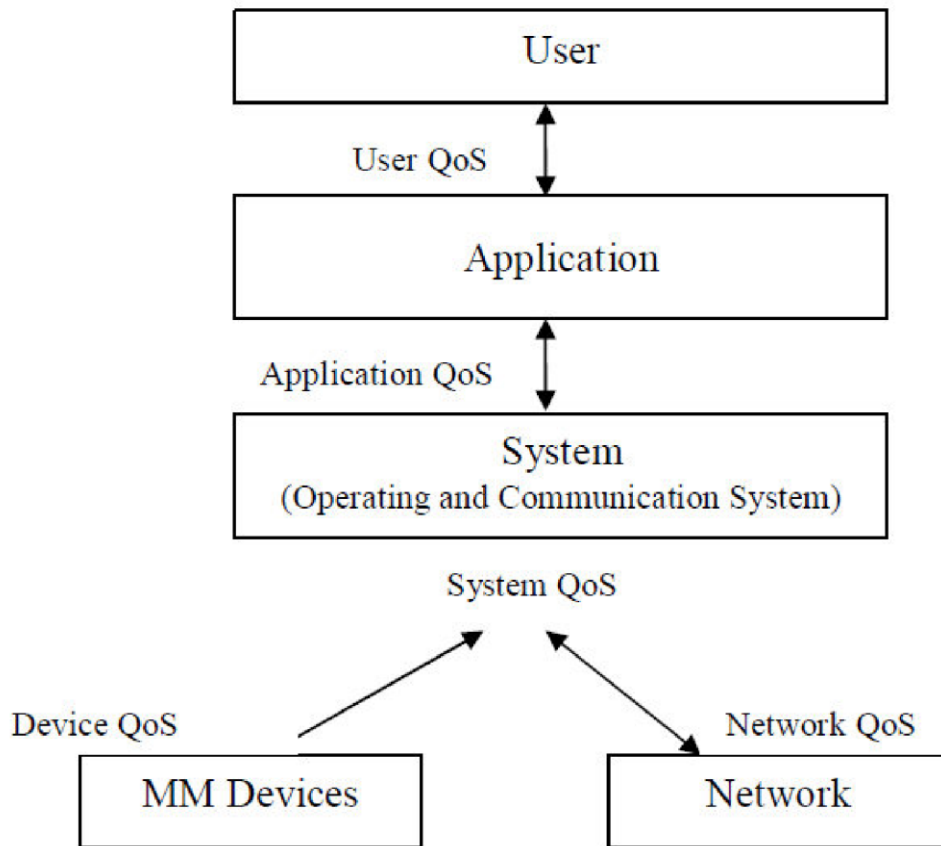 User
User QoS
Application
Application QoS
System
(Operating and Communication System)
System QoS
Device QoS
Network QoS
MM Devices
Network